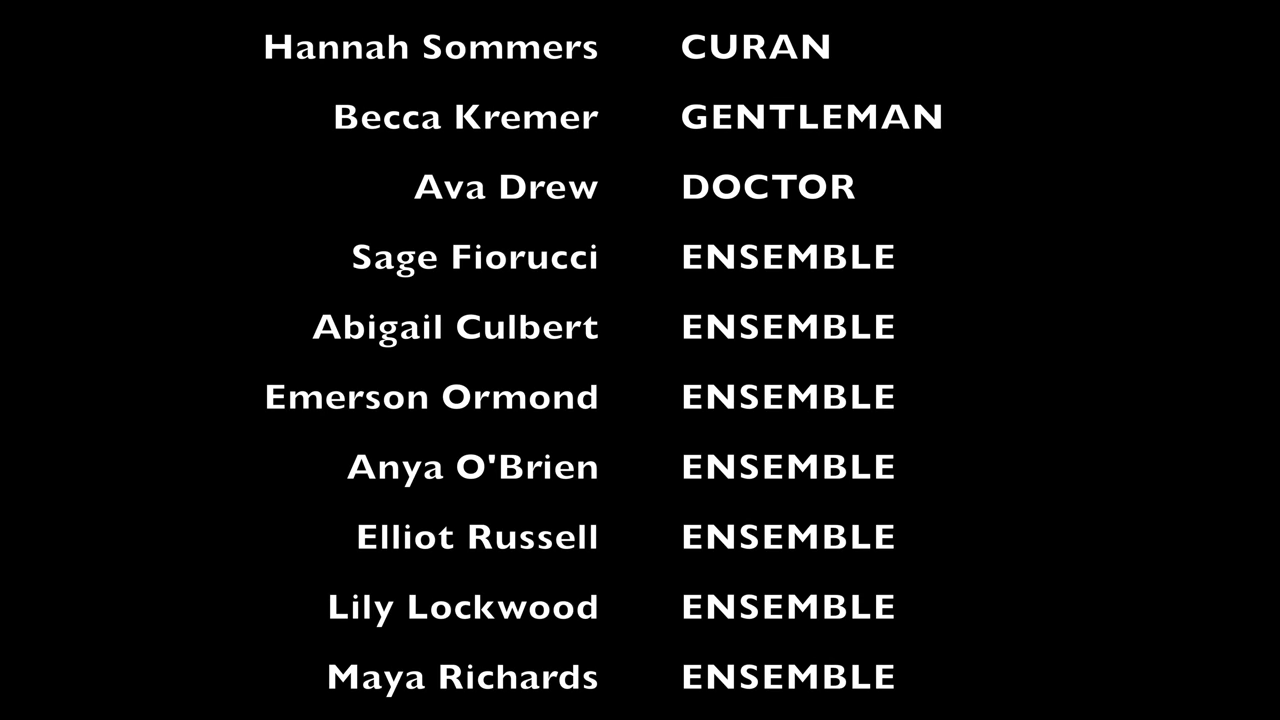 Hannah Sommers CURAN
Becca Kremer GENTLEMAN
Ava Drew DOCTOR
Sage Fiorucci ENSEMBLE
Abigail Culbert ENSEMBLE
Emerson Ormond ENSEMBLE
Anya O'Brien ENSEMBLE
Elliot Russell ENSEMBLE
Lily Lockwood ENSEMBLE
Maya Richards ENSEMBLE